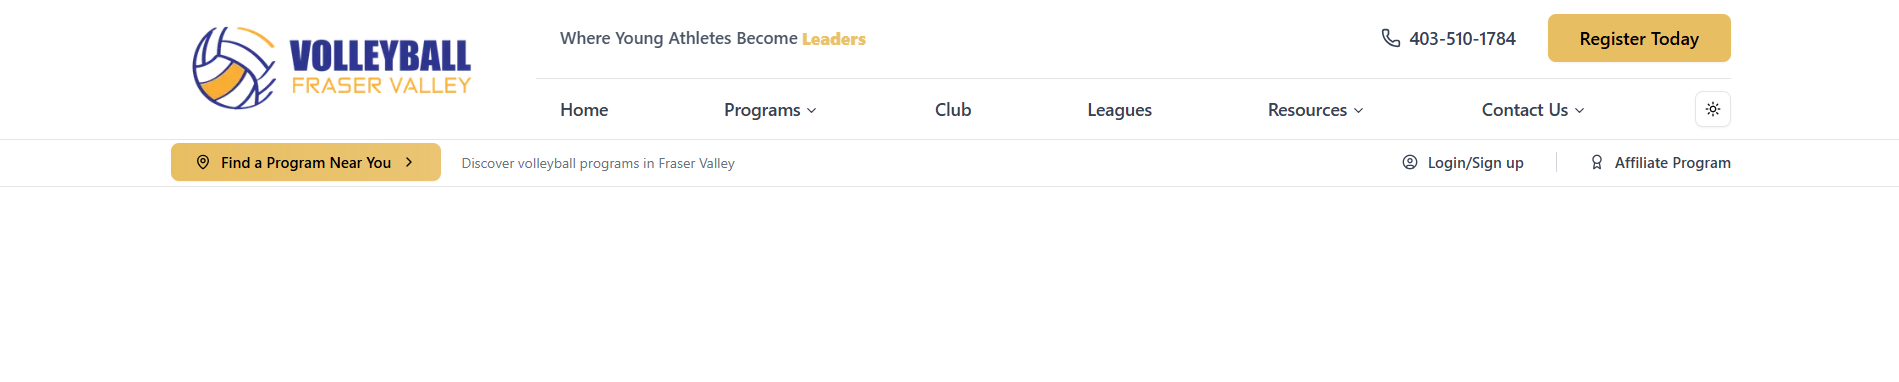 VOLLEYBALL
FRASER VALLEY
Where Young Athletes Become Leaders
403-510-1784
Register Today
Home
Programs
Club
Leagues
Resources
Contact Us
Find a Program Near You
Discover volleyball programs in Fraser Valley
Login/Sign up
Affiliate Program